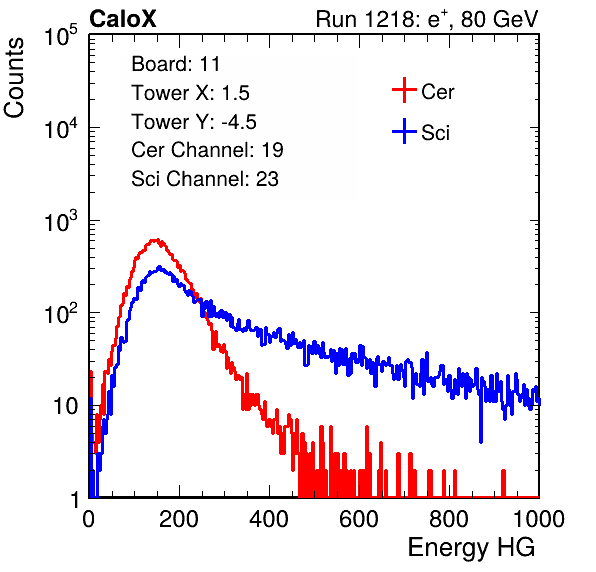 CaloX Run 1218: e⁺, 80 GeV
Counts
10⁵
10⁴
10³
10²
10
1
Board: 11
Tower X: 1.5
Tower Y: -4.5
Cer Channel: 19
Sci Channel: 23
Cer
Sci
0 200 400 600 800 1000
Energy HG